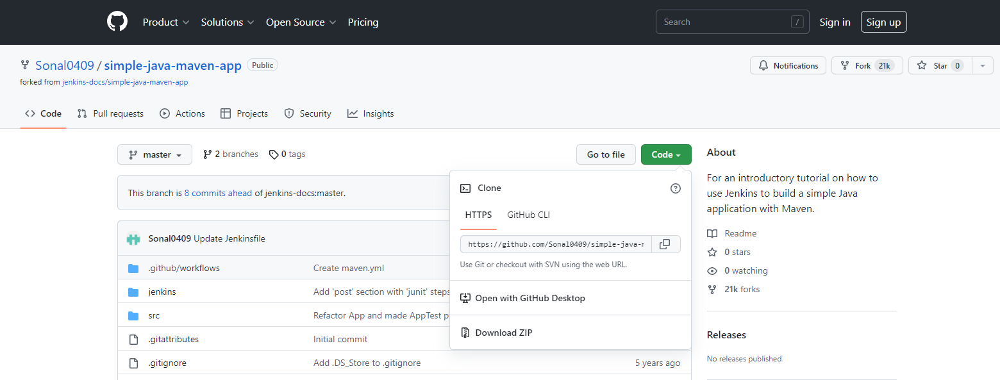 Product Solutions Open Source Pricing Search / Sign in Sign up
Sonal0409 / simple-java-maven-app Public Notifications Fork 21k Star 0
forked from jenkins-docs/simple-java-maven-app
Code Pull requests Actions Projects Security Insights
master 2 branches 0 tags Go to file Code
This branch is 8 commits ahead of jenkins-docs:master.
Sonal0409 Update Jenkinsfile
.github/workflows Create maven.yml
jenkins Add 'post' section with 'junit' steps
src Refactor App and made AppTest p
.gitattributes Initial commit
.gitignore Add .DS_Store to .gitignore 5 years ago
Clone
HTTPS GitHub CLI
https://github.com/Sonal0409/simple-java-
Use Git or checkout with SVN using the web URL.
Open with GitHub Desktop
Download ZIP
About
For an introductory tutorial on how to
use Jenkins to build a simple Java
application with Maven.
Readme
0 stars
0 watching
21k forks
Releases
No releases published